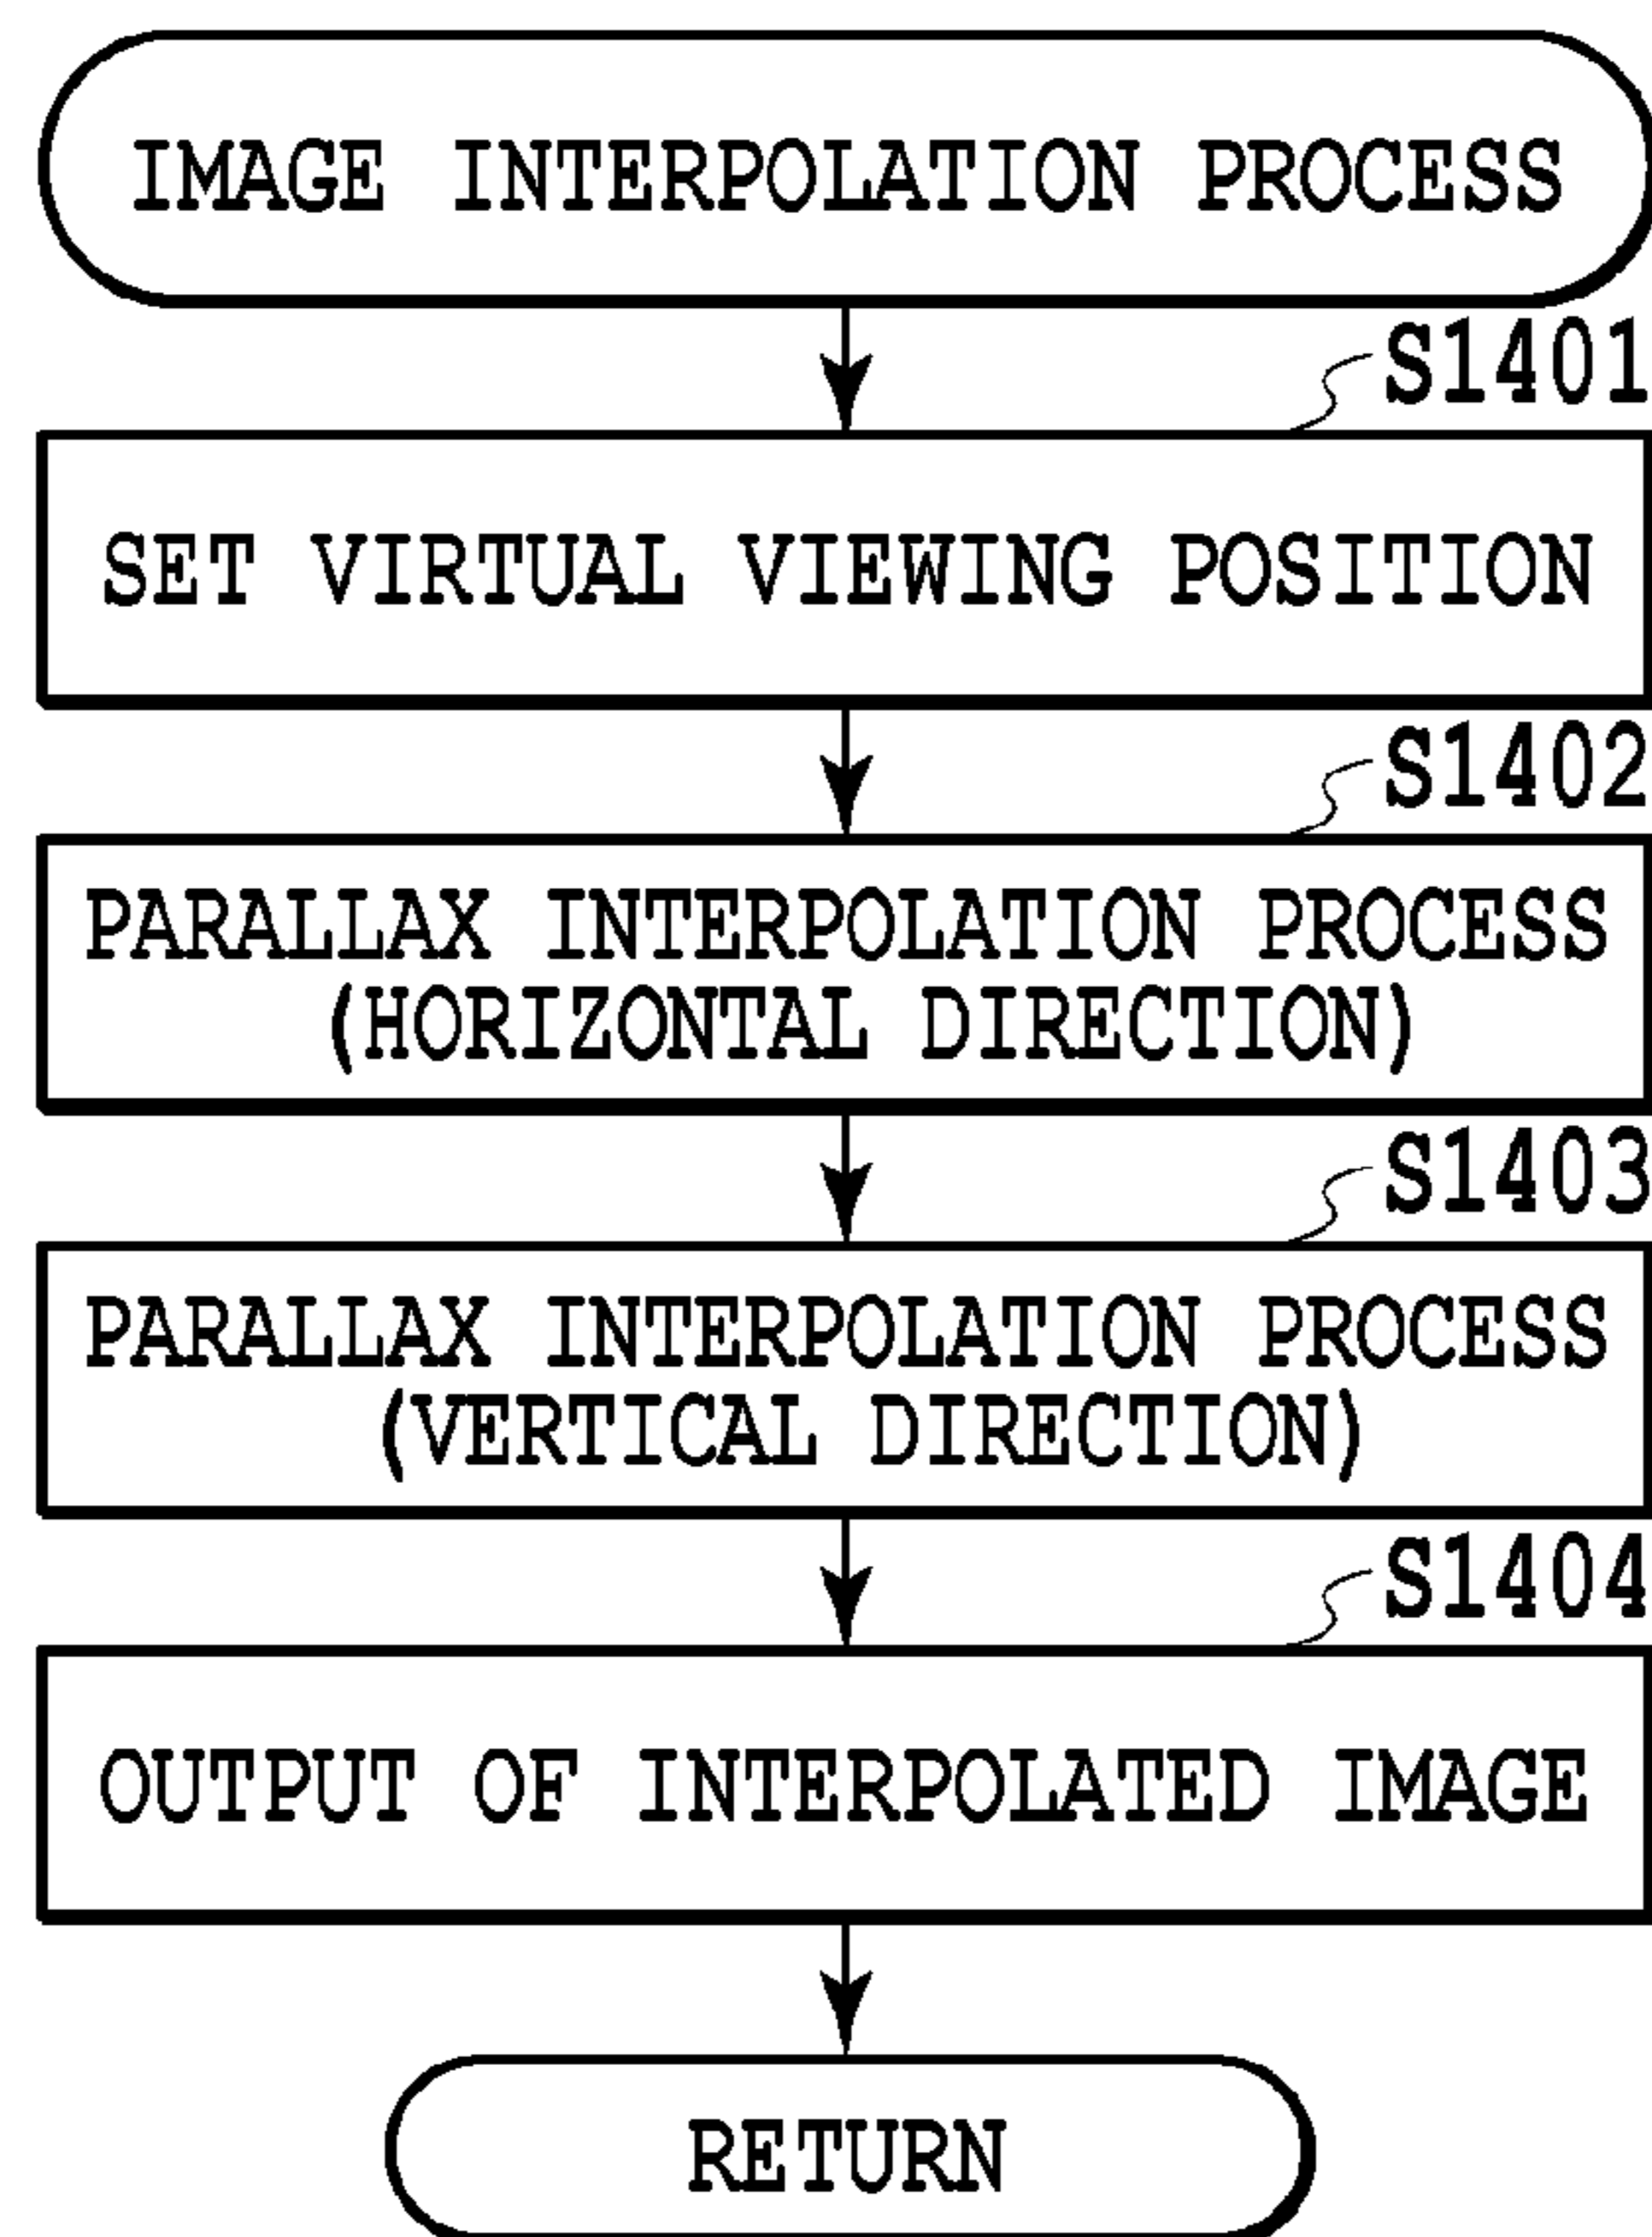 IMAGE INTERPOLATION PROCESS
S1401
SET VIRTUAL VIEWING POSITION
S1402
PARALLAX INTERPOLATION PROCESS
(HORIZONTAL DIRECTION)
S1403
PARALLAX INTERPOLATION PROCESS
(VERTICAL DIRECTION)
S1404
OUTPUT OF INTERPOLATED IMAGE
RETURN